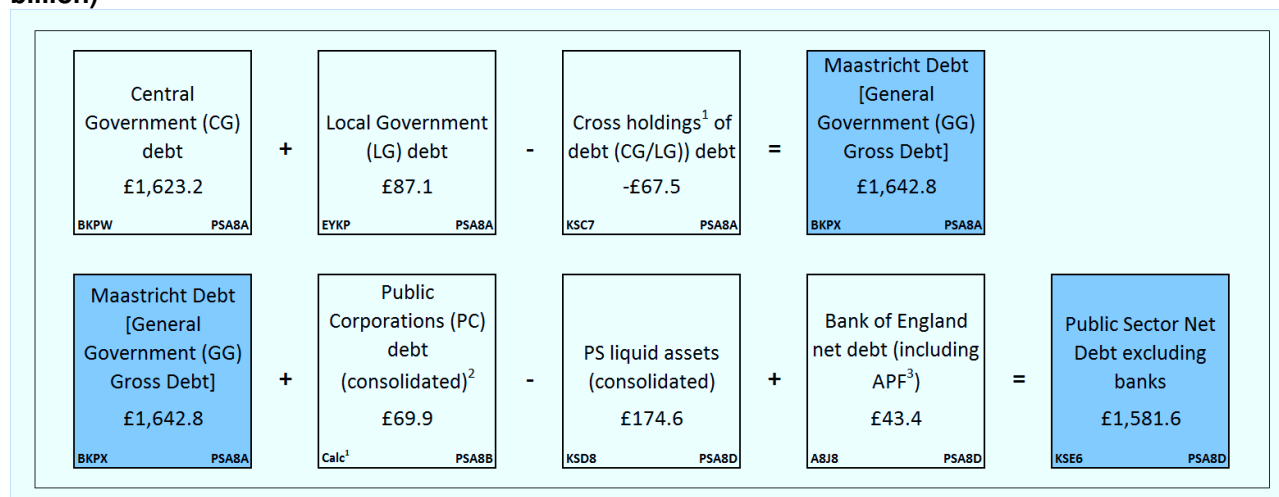 billion)
Central
Government (CG)
debt
£1,623.2
BKPW PSA8A
+
Local Government
(LG) debt
£87.1
EYKP PSA8A
-
Cross holdings¹ of
debt (CG/LG)) debt
-£67.5
KSC7 PSA8A
=
Maastricht Debt
[General
Government (GG)
Gross Debt]
£1,642.8
BKPX PSA8A
Maastricht Debt
[General
Government (GG)
Gross Debt]
£1,642.8
BKPX PSA8A
+
Public
Corporations (PC)
debt
(consolidated)²
£69.9
Calc¹ PSA8B
-
PS liquid assets
(consolidated)
£174.6
KSD8 PSA8D
+
Bank of England
net debt (including
APF³)
£43.4
A8J8 PSA8D
=
Public Sector Net
Debt excluding
banks
£1,581.6
KSE6 PSA8D